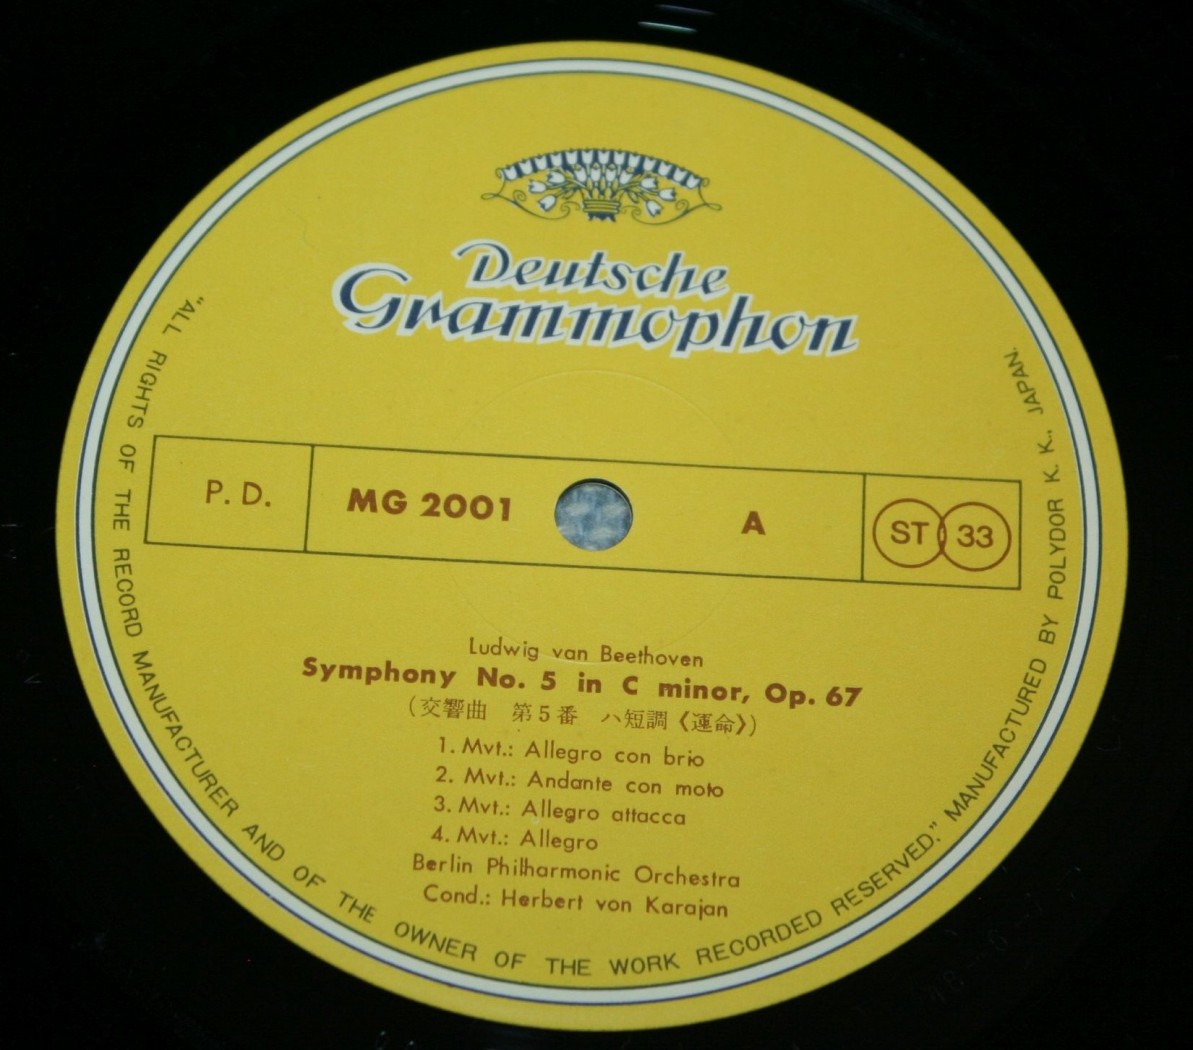 Deutsche
Grammophon
P. D.
MG 2001
A
ST 33
Ludwig van Beethoven
Symphony No. 5 in C minor, Op. 67
(交響曲 第5番 ハ短調《運命》)
1. Mvt.: Allegro con brio
2. Mvt.: Andante con moto
3. Mvt.: Allegro attacca
4. Mvt.: Allegro
Berlin Philharmonic Orchestra
Cond.: Herbert von Karajan
"ALL RIGHTS OF THE RECORD MANUFACTURER AND OF THE OWNER OF THE WORK RECORDED RESERVED." MANUFACTURED BY POLYDOR K. K., JAPAN.